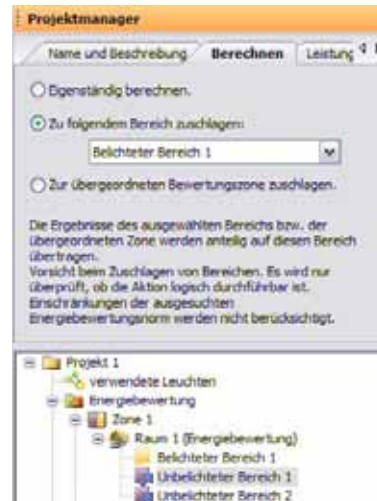 Projektmanager
Name und Beschreibung Berechnen Leistung
Eigenständig berechnen.
Zu folgendem Bereich zuschlagen:
Belichteter Bereich 1
Zur übergeordneten Bewertungszone zuschlagen.
Die Ergebnisse des ausgewählten Bereichs bzw. der
übergeordneten Zone werden anteilig auf diesen Bereich
übertragen.
Vorsicht beim Zuschlagen von Bereichen. Es wird nur
überprüft, ob die Aktion logisch durchführbar ist.
Einschränkungen der ausgesuchten
Energiebewertungsnorm werden nicht berücksichtigt.
Projekt 1
verwendete Leuchten
Energiebewertung
Zone 1
Raum 1 (Energiebewertung)
Belichteter Bereich 1
Unbelichteter Bereich 1
Unbelichteter Bereich 2